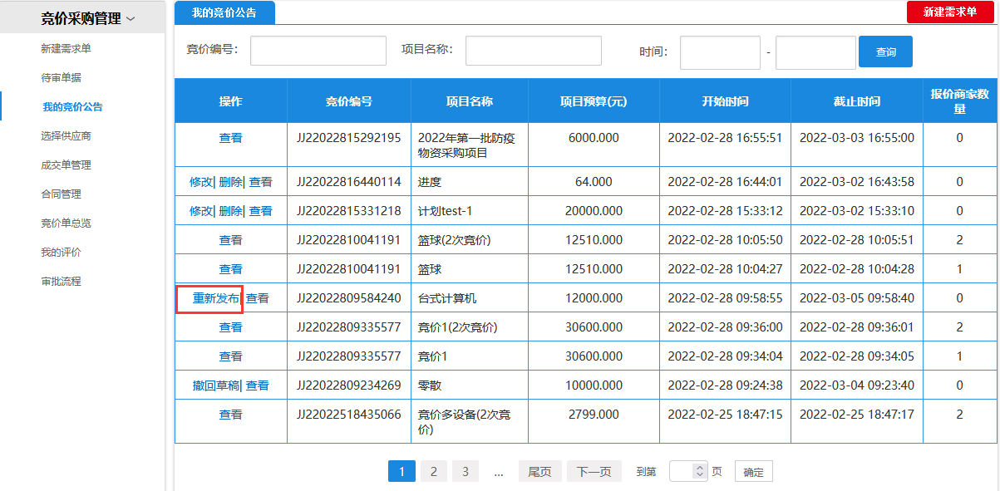 竞价采购管理
新建需求单
待审单据
我的竞价公告
选择供应商
成交单管理
合同管理
竞价单总览
我的评价
审批流程
我的竞价公告
新建需求单
竞价编号: 项目名称: 时间: - 查询
操作 竞价编号 项目名称 项目预算(元) 开始时间 截止时间 报价商家数
量
查看 JJ22022815292195 2022年第一批防疫 6000.000 2022-02-28 16:55:51 2022-03-03 16:55:00 0
物资采购项目
修改| 删除| 查看 JJ22022816440114 进度 64.000 2022-02-28 16:44:01 2022-03-02 16:43:58 0
修改| 删除| 查看 JJ22022815331218 计划test-1 20000.000 2022-02-28 15:33:12 2022-03-02 15:33:10 0
查看 JJ22022810041191 篮球(2次竞价) 12510.000 2022-02-28 10:05:50 2022-02-28 10:05:51 2
查看 JJ22022810041191 篮球 12510.000 2022-02-28 10:04:27 2022-02-28 10:04:28 1
重新发布| 查看 JJ22022809584240 台式计算机 12000.000 2022-02-28 09:58:55 2022-03-05 09:58:40 0
查看 JJ22022809335577 竞价1(2次竞价) 30600.000 2022-02-28 09:36:00 2022-02-28 09:36:01 2
查看 JJ22022809335577 竞价1 30600.000 2022-02-28 09:34:04 2022-02-28 09:34:05 1
撤回草稿| 查看 JJ22022809234269 零散 10000.000 2022-02-28 09:24:38 2022-03-04 09:23:40 0
查看 JJ22022518435066 竞价多设备(2次竞 2799.000 2022-02-25 18:47:15 2022-02-25 18:47:17 2
价)
1 2 3 ... 尾页 下一页 到第 页 确定